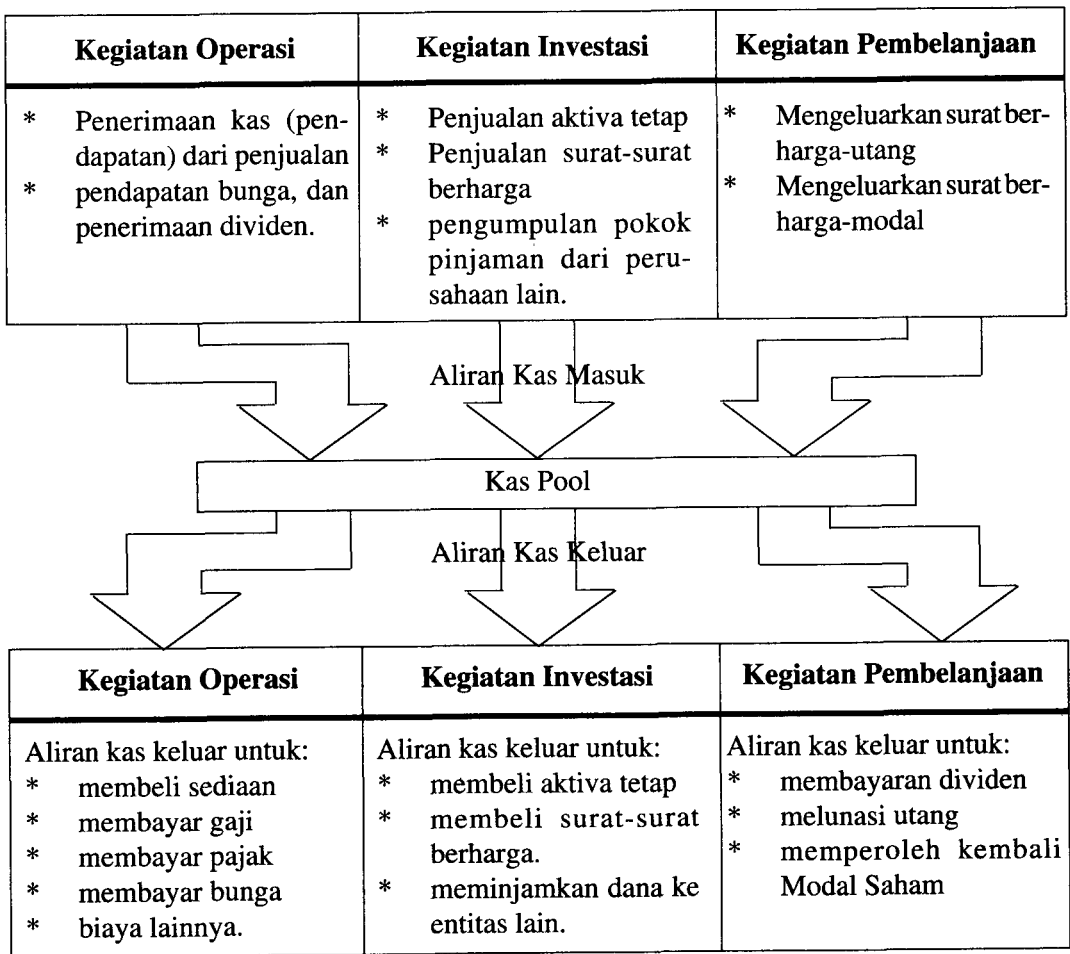 Kegiatan Operasi
Kegiatan Investasi
Kegiatan Pembelanjaan
* Penerimaan kas (pen-
dapatan) dari penjualan
* pendapatan bunga, dan
penerimaan dividen.
* Penjualan aktiva tetap
* Penjualan surat-surat
berharga
* pengumpulan pokok
pinjaman dari peru-
sahaan lain.
* Mengeluarkan surat ber-
harga-utang
* Mengeluarkan surat ber-
harga-modal
Aliran Kas Masuk
Kas Pool
Aliran Kas Keluar
Kegiatan Operasi
Kegiatan Investasi
Kegiatan Pembelanjaan
Aliran kas keluar untuk:
* membeli sediaan
* membayar gaji
* membayar pajak
* membayar bunga
* biaya lainnya.
Aliran kas keluar untuk:
* membeli aktiva tetap
* membeli surat-surat
berharga.
* meminjamkan dana ke
entitas lain.
Aliran kas keluar untuk:
* membayaran dividen
* melunasi utang
* memperoleh kembali
Modal Saham